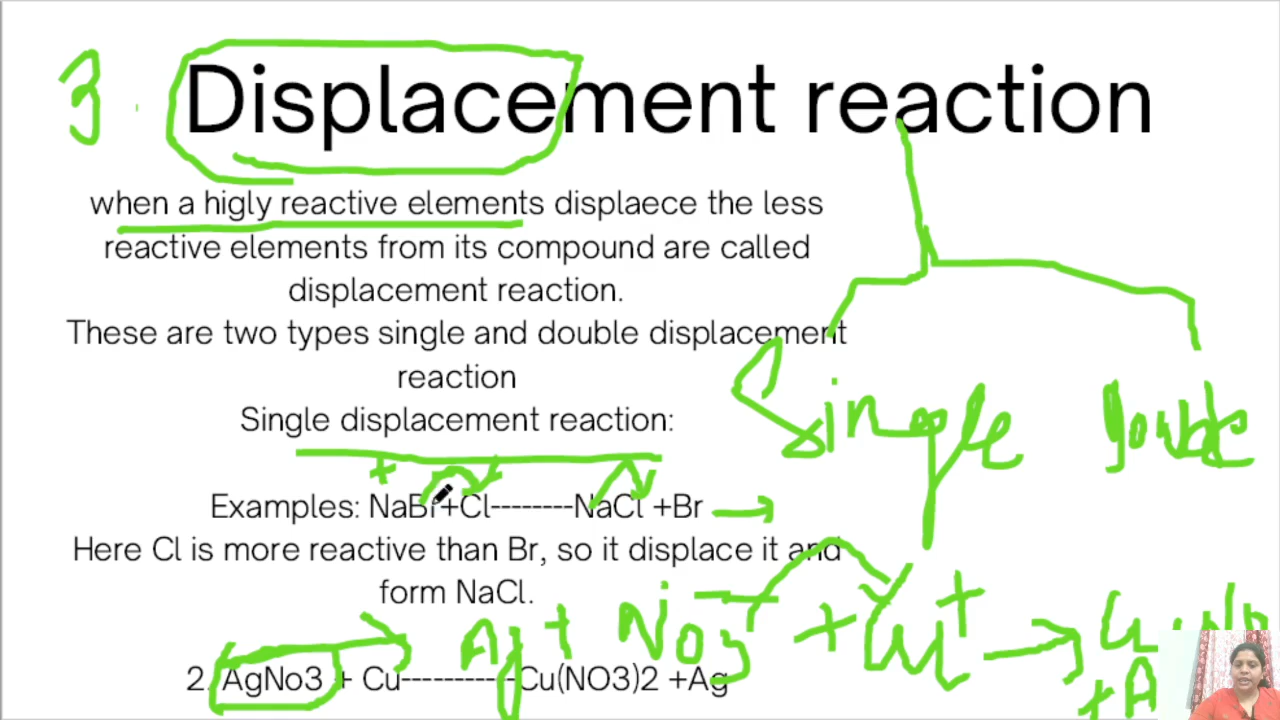 3.
Displacement reaction
when a higly reactive elements displaece the less
reactive elements from its compound are called
displacement reaction.
These are two types single and double displacement
reaction
Single displacement reaction:
Single
double
+
Examples: NaBr+Cl--------NaCl +Br →
Here Cl is more reactive than Br, so it displace it and
form NaCl.
Ag+ NO3- + Cu+ →
+A
2. AgNo3 + Cu-----------Cu(NO3)2 +Ag